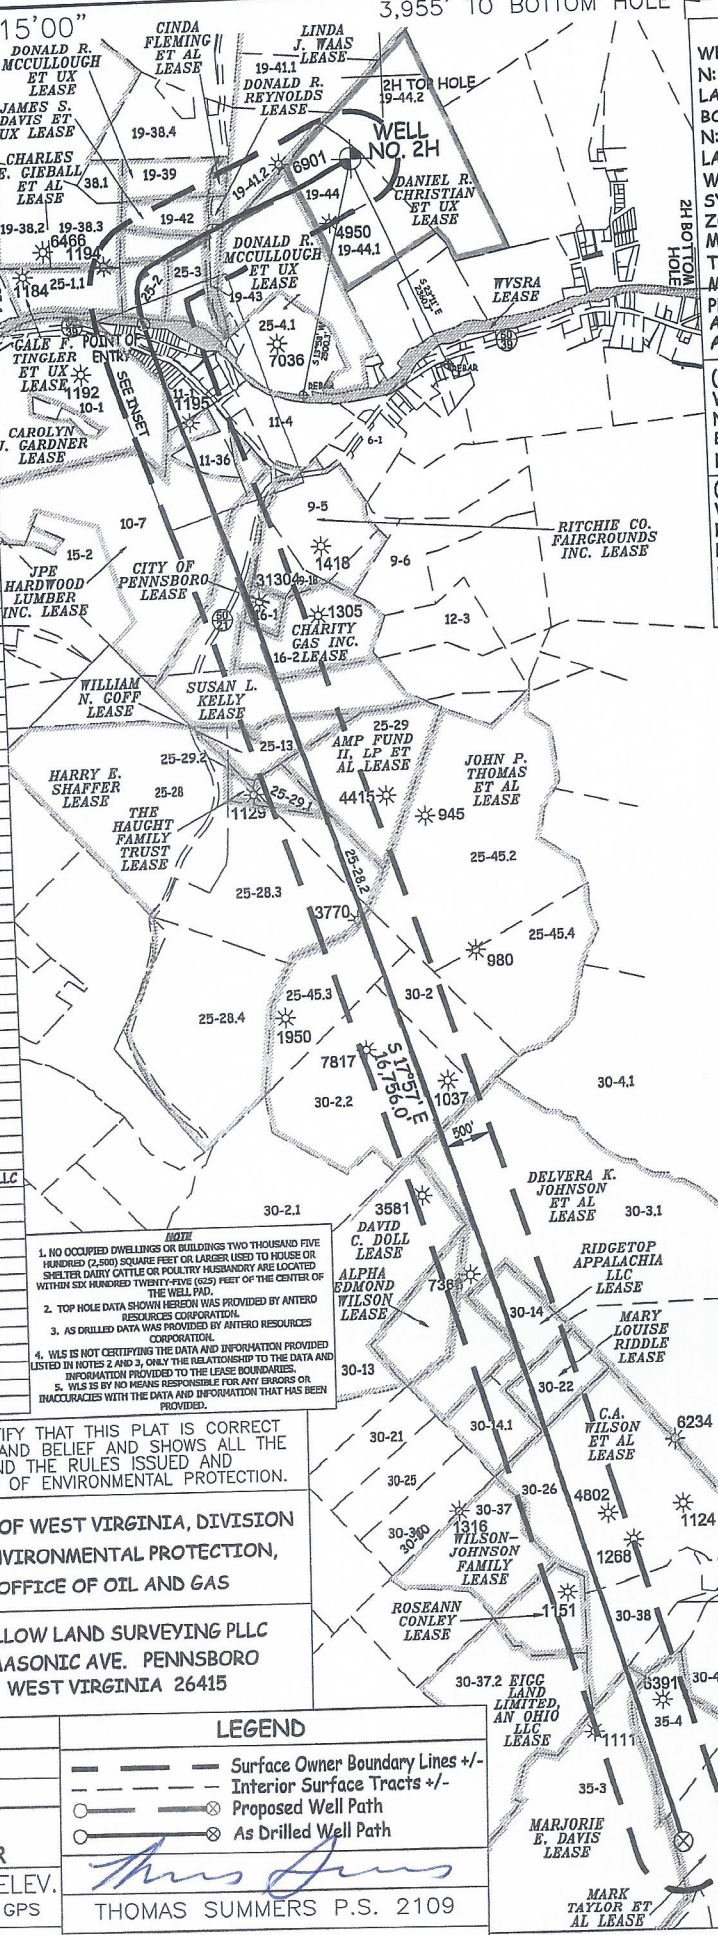 3,955' TO BOTTOM HOLE
15'00"
DONALD R.
MCCULLOUGH
ET UX
LEASE
CINDA
FLEMING
ET AL
LEASE
LINDA
J. WAAS
LEASE
19-41.1
DONALD R.
REYNOLDS
LEASE
2H TOP HOLE
19-44.2
JAMES S.
DAVIS ET
UX LEASE
19-38.4
WELL
NO. 2H
CHARLES
E. GIEBALL
ET AL
LEASE
38.1
19-39
19-41.2
6901
19-44
DANIEL R.
CHRISTIAN
ET UX
LEASE
19-38.2
19-38.3
19-42
4950
19-44.1
6466
1194
DONALD R.
MCCULLOUGH
ET UX
LEASE
1184
25-1.1
25-2
25-3
19-43
WVSRA
LEASE
2H BOTTOM
HOLE
25-4.1
7036
GALE F.
TINGLER
ET UX
LEASE
POINT OF
ENTRY
1192
10-1
SEE INSET
11-1
1195
REBAR
REBAR
11-4
6-1
CAROLYN
J. GARDNER
LEASE
11-36
9-5
10-7
RITCHIE CO.
FAIRGROUNDS
INC. LEASE
15-2
1418
9-6
JPE
HARDWOOD
LUMBER
INC. LEASE
CITY OF
PENNSBORO
LEASE
31304
9-18
16-1
1305
CHARITY
GAS INC.
LEASE
16-2
12-3
WILLIAM
N. GOFF
LEASE
SUSAN L.
KELLY
LEASE
25-29
25-13
AMP FUND
II, LP ET
AL LEASE
25-29.2
HARRY E.
SHAFFER
LEASE
25-28
JOHN P.
THOMAS
ET AL
LEASE
1129
25-29.1
4415
945
THE
HAUGHT
FAMILY
TRUST
LEASE
25-28.2
25-45.2
25-28.3
3770
25-45.4
980
25-45.3
30-2
25-28.4
1950
7817
S 17°57' E
16,756.0'
1037
30-2.2
30-4.1
500'
LLC
30-2.1
3581
DELVERA K.
JOHNSON
ET AL
LEASE
30-3.1
DAVID
C. DOLL
LEASE
NOTE
1. NO OCCUPIED DWELLINGS OR BUILDINGS TWO THOUSAND FIVE
HUNDRED (2,500) SQUARE FEET OR LARGER USED TO HOUSE OR
SHELTER DAIRY CATTLE OR POULTRY HUSBANDRY ARE LOCATED
WITHIN SIX HUNDRED TWENTY-FIVE (625) FEET OF THE CENTER OF
THE WELL PAD.
2. TOP HOLE DATA SHOWN HEREON WAS PROVIDED BY ANTERO
RESOURCES CORPORATION.
3. AS DRILLED DATA WAS PROVIDED BY ANTERO RESOURCES
CORPORATION.
4. WLS IS NOT CERTIFYING THE DATA AND INFORMATION PROVIDED
LISTED IN NOTES 2 AND 3, ONLY THE RELATIONSHIP TO THE DATA AND
INFORMATION PROVIDED TO THE LEASE BOUNDARIES.
5. WLS IS BY NO MEANS RESPONSIBLE FOR ANY ERRORS OR
INACCURACIES WITH THE DATA AND INFORMATION THAT HAS BEEN
PROVIDED.
RIDGETOP
APPALACHIA
LLC
LEASE
ALPHA
EDMOND
WILSON
LEASE
30-14
MARY
LOUISE
RIDDLE
LEASE
30-13
30-22
C.A.
WILSON
ET AL
LEASE
6234
30-14.1
30-21
IFY THAT THIS PLAT IS CORRECT
AND BELIEF AND SHOWS ALL THE
ND THE RULES ISSUED AND
OF ENVIRONMENTAL PROTECTION.
30-25
30-26
4802
1124
30-37
1316
1268
OF WEST VIRGINIA, DIVISION
NVIRONMENTAL PROTECTION,
OFFICE OF OIL AND GAS
WILSON-
JOHNSON
FAMILY
LEASE
1151
ROSEANN
CONLEY
LEASE
30-38
LLOW LAND SURVEYING PLLC
MASONIC AVE. PENNSBORO
WEST VIRGINIA 26415
30-37.2
EIGG
LAND
LIMITED,
AN OHIO
LLC
LEASE
6391
30-4
35-4
1111
35-3
MARJORIE
E. DAVIS
LEASE
MARK
TAYLOR ET
AL LEASE
LEGEND
Surface Owner Boundary Lines +/-
Interior Surface Tracts +/-
Proposed Well Path
As Drilled Well Path
R
ELEV.
GPS
THOMAS SUMMERS P.S. 2109